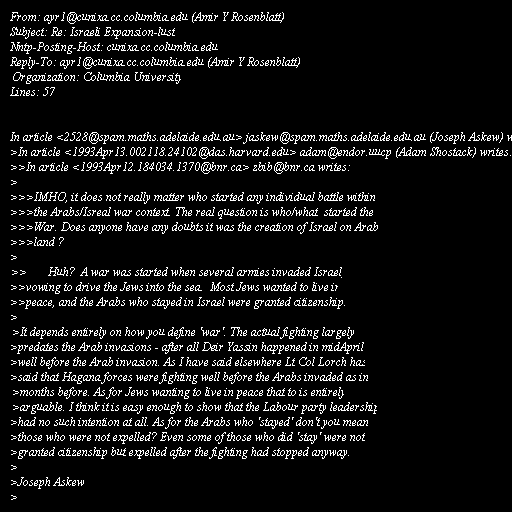 From: ayr1@cunixa.cc.columbia.edu (Amir Y Rosenblatt)
Subject: Re: Israeli Expansion-lust
Nntp-Posting-Host: cunixa.cc.columbia.edu
Reply-To: ayr1@cunixa.cc.columbia.edu (Amir Y Rosenblatt)
Organization: Columbia University
Lines: 57
In article <2528@spam.maths.adelaide.edu.au> jaskew@spam.maths.adelaide.edu.au (Joseph Askew) w
>In article <1993Apr13.002118.24102@das.harvard.edu> adam@endor.uucp (Adam Shostack) writes:
>>In article <1993Apr12.184034.1370@bnr.ca> zbib@bnr.ca writes:
>
>>>IMHO, it does not really matter who started any individual battle within
>>>the Arabs/Isreal war context. The real question is who/what  started the
>>>War. Does anyone have any doubts it was the creation of Israel on Arab
>>>land ?
>
>>       Huh?  A war was started when several armies invaded Israel,
>>vowing to drive the Jews into the sea.  Most Jews wanted to live in
>>peace, and the Arabs who stayed in Israel were granted citizenship.
>
>It depends entirely on how you define 'war'. The actual fighting largely
>predates the Arab invasions - after all Deir Yassin happened in midApril
>well before the Arab invasion. As I have said elsewhere Lt Col Lorch has
>said that Hagana forces were fighting well before the Arabs invaded as in
>months before. As for Jews wanting to live in peace that to is entirely
>arguable. I think it is easy enough to show that the Labour party leadership
>had no such intention at all. As for the Arabs who 'stayed' don't you mean
>those who were not expelled? Even some of those who did 'stay' were not
>granted citizenship but expelled after the fighting had stopped anyway.
>
>Joseph Askew
>